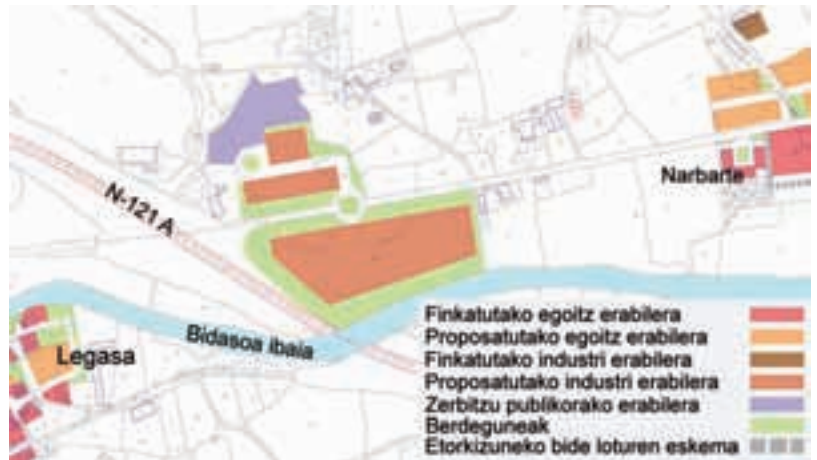 N-121 A
Narbarte
Bidasoa ibaia
Legasa
Finkatutako egoitz erabilera
Proposatutako egoitz erabilera
Finkatutako industri erabilera
Proposatutako industri erabilera
Zerbitzu publikorako erabilera
Berdeguneak
Etorkizuneko bide loturen eskema